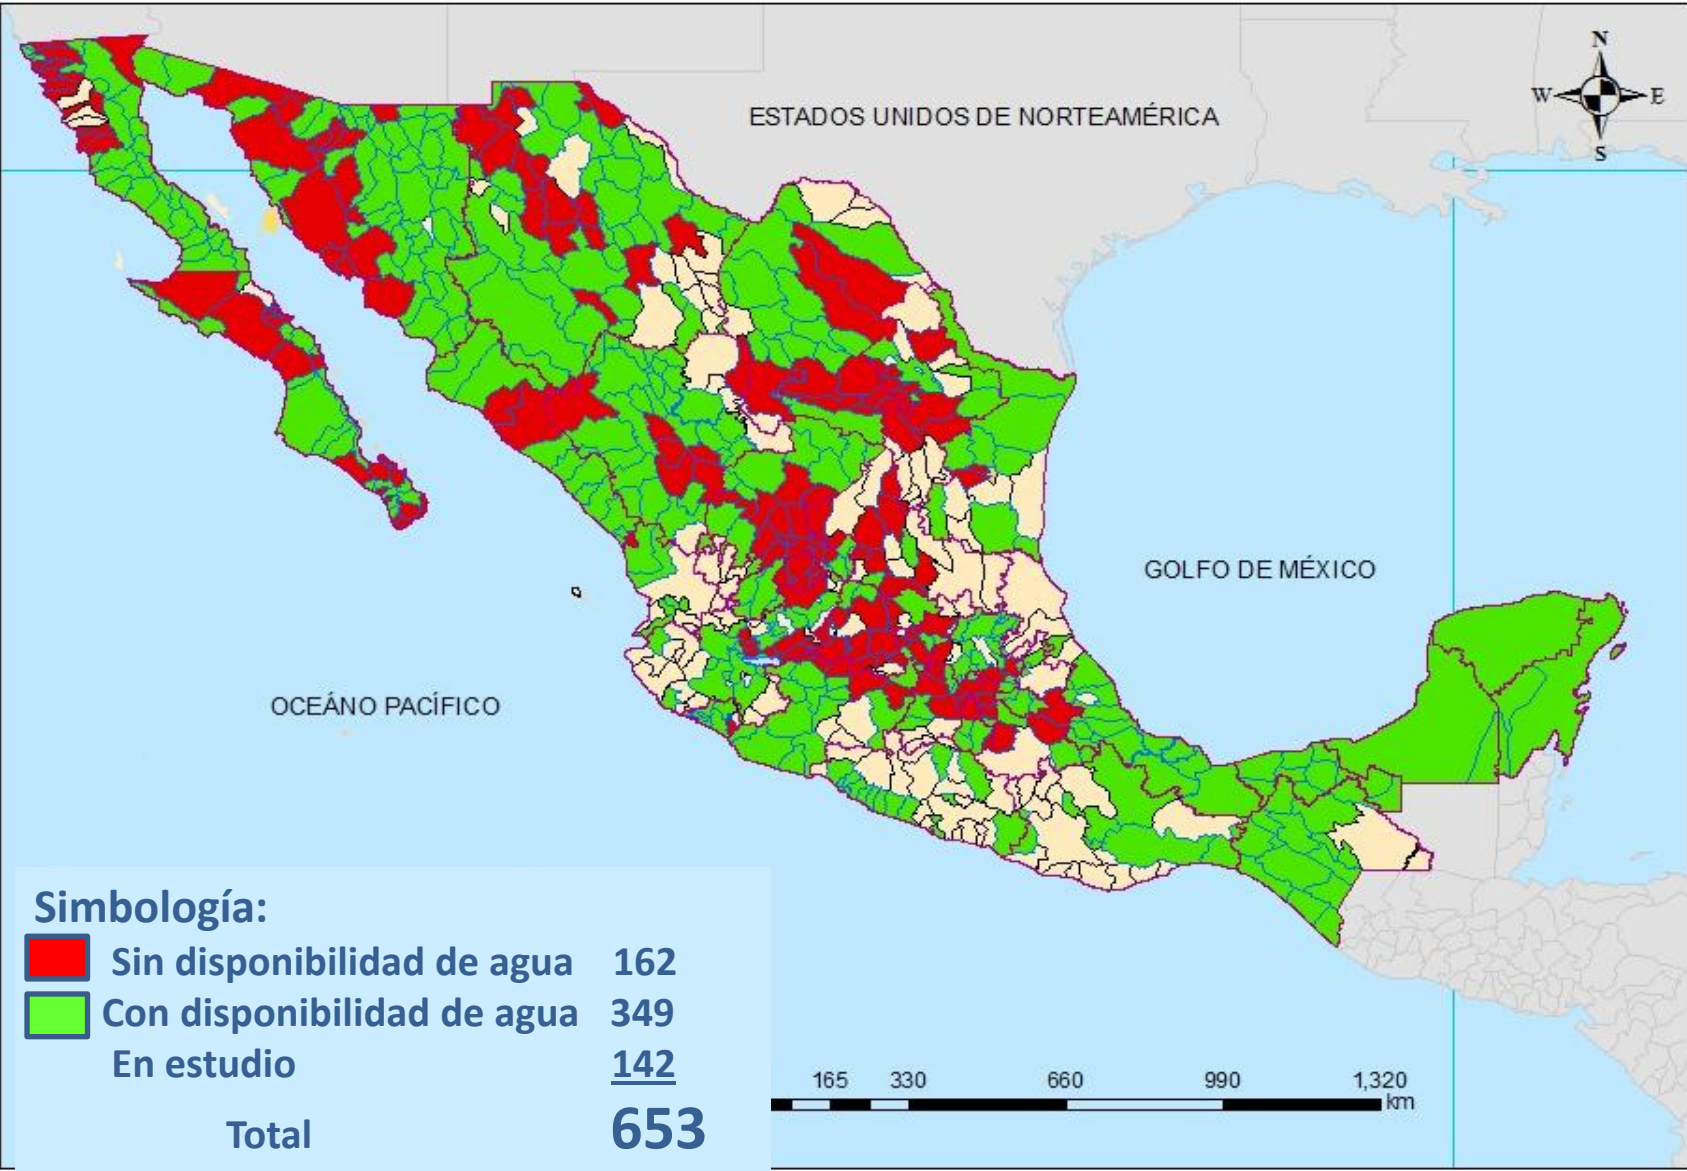 N
W E
S
ESTADOS UNIDOS DE NORTEAMÉRICA
GOLFO DE MÉXICO
OCEÁNO PACÍFICO
Simbología:
Sin disponibilidad de agua 162
Con disponibilidad de agua 349
En estudio 142
Total 653
165 330 660 990 1,320
km